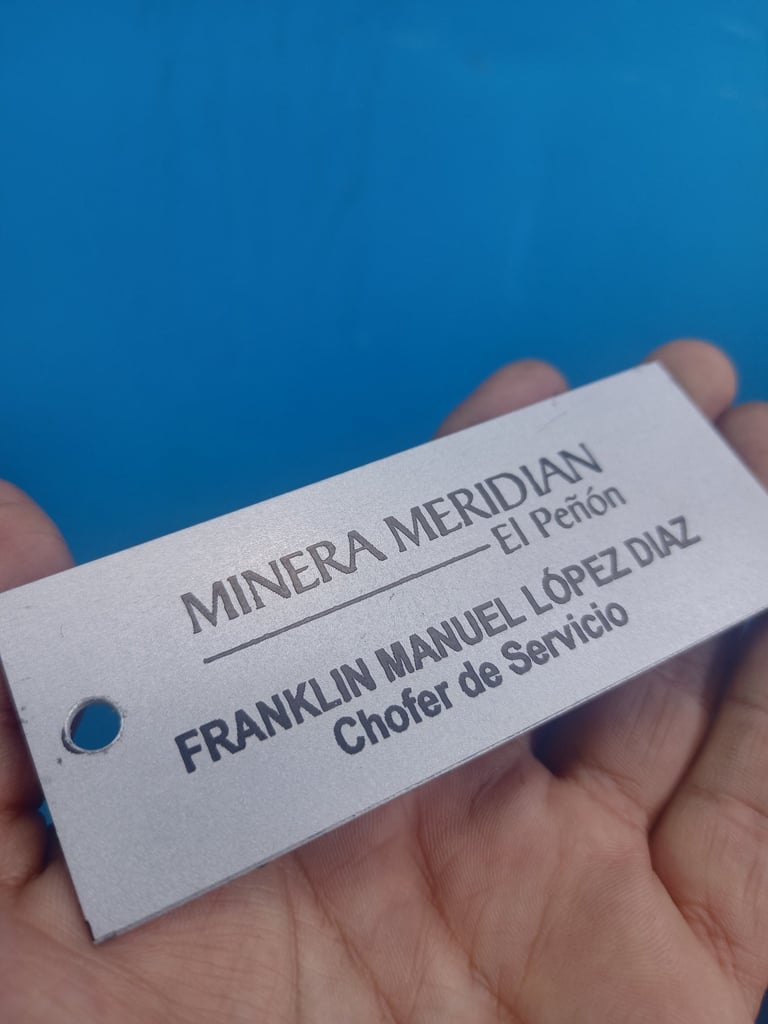 MINERA MERIDIAN
El Peñón
FRANKLIN MANUEL LÓPEZ DIAZ
Chofer de Servicio